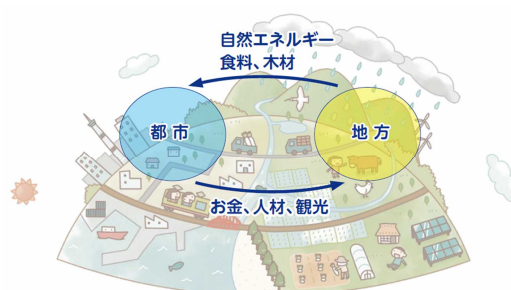 自然エネルギー
食料、木材
都市
地方
お金、人材、観光